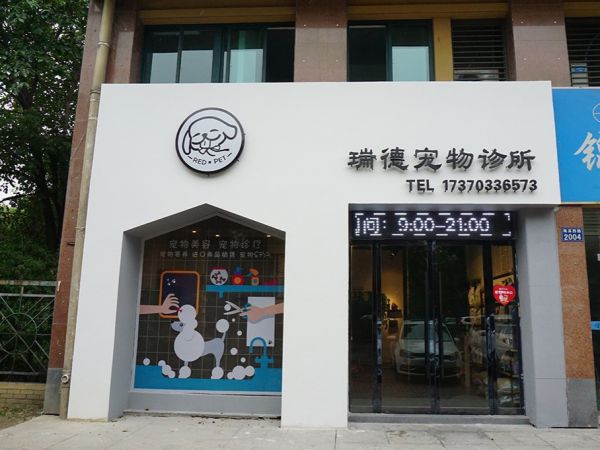 RED • PET
瑞德宠物诊所
TEL 17370336573
问: 9:00—21:00
宠物美容 宠物诊疗
2004